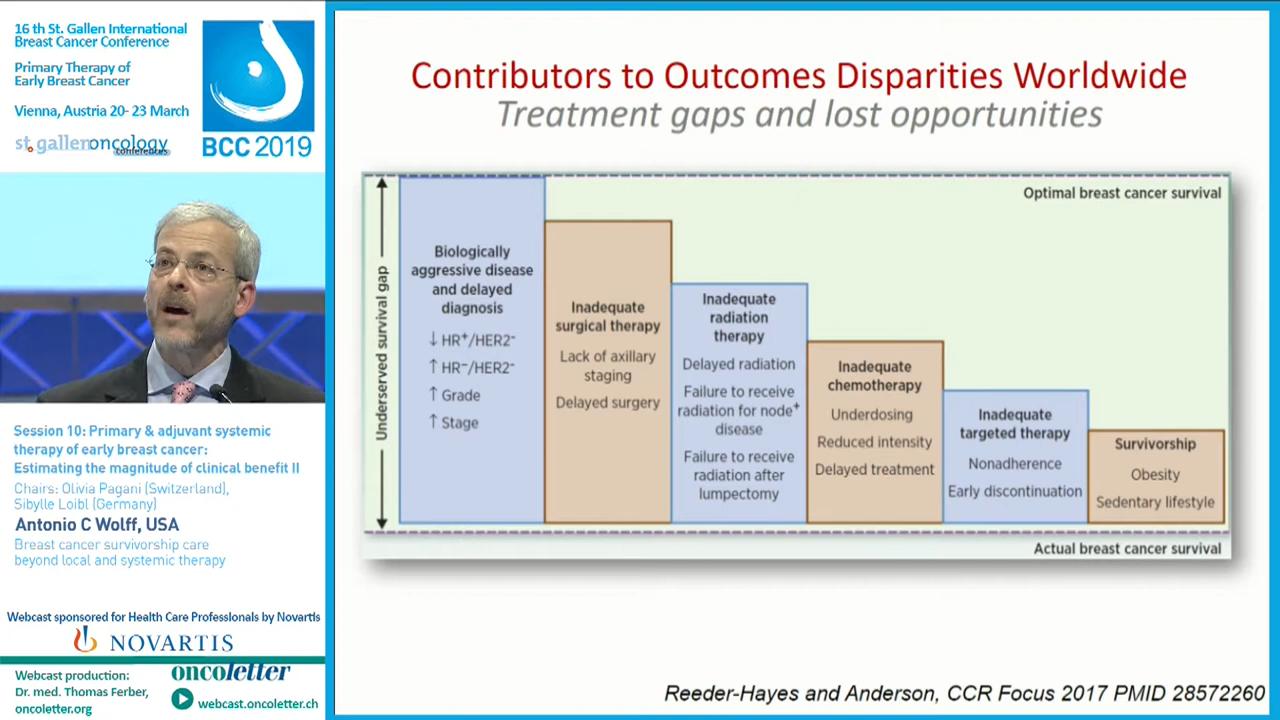 16 th St. Gallen International
Breast Cancer Conference
Primary Therapy of
Early Breast Cancer
Vienna, Austria 20- 23 March
st.gallenoncology
conferences
BCC 2019
Session 10: Primary & adjuvant systemic
therapy of early breast cancer:
Estimating the magnitude of clinical benefit II
Chairs: Olivia Pagani (Switzerland),
Sibylle Loibl (Germany)
Antonio C Wolff, USA
Breast cancer survivorship care
beyond local and systemic therapy
Webcast sponsored for Health Care Professionals by Novartis
NOVARTIS
Webcast production:
Dr. med. Thomas Ferber,
oncoletter.org
oncoletter
webcast.oncoletter.ch
Contributors to Outcomes Disparities Worldwide
Treatment gaps and lost opportunities
Optimal breast cancer survival
Underserved survival gap
Biologically
aggressive disease
and delayed
diagnosis
↓ HR+/HER2-
↑ HR-/HER2-
↑ Grade
↑ Stage
Inadequate
surgical therapy
Lack of axillary
staging
Delayed surgery
Inadequate
radiation
therapy
Delayed radiation
Failure to receive
radiation for node+
disease
Failure to receive
radiation after
lumpectomy
Inadequate
chemotherapy
Underdosing
Reduced intensity
Delayed treatment
Inadequate
targeted therapy
Nonadherence
Early discontinuation
Survivorship
Obesity
Sedentary lifestyle
Actual breast cancer survival
Reeder-Hayes and Anderson, CCR Focus 2017 PMID 28572260